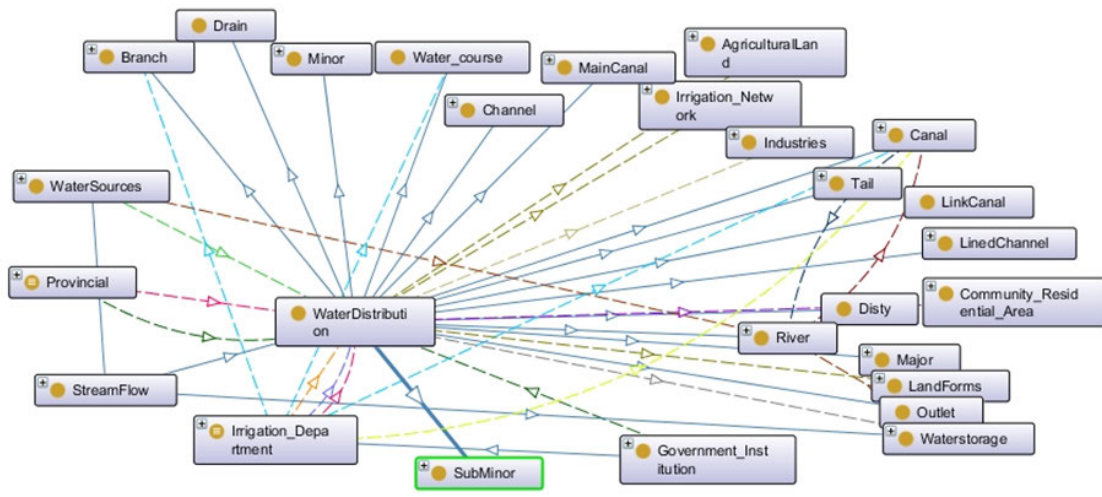 Drain
Branch
Minor
Water_course
MainCanal
AgriculturalLan
d
Irrigation_Netw
ork
Channel
Industries
Canal
WaterSources
Tail
LinkCanal
LinedChannel
Provincial
WaterDistributi
on
Disty
Community_Resid
ential_Area
River
Major
StreamFlow
LandForms
Outlet
Irrigation_Depa
rtment
Waterstorage
Government_Inst
itution
SubMinor